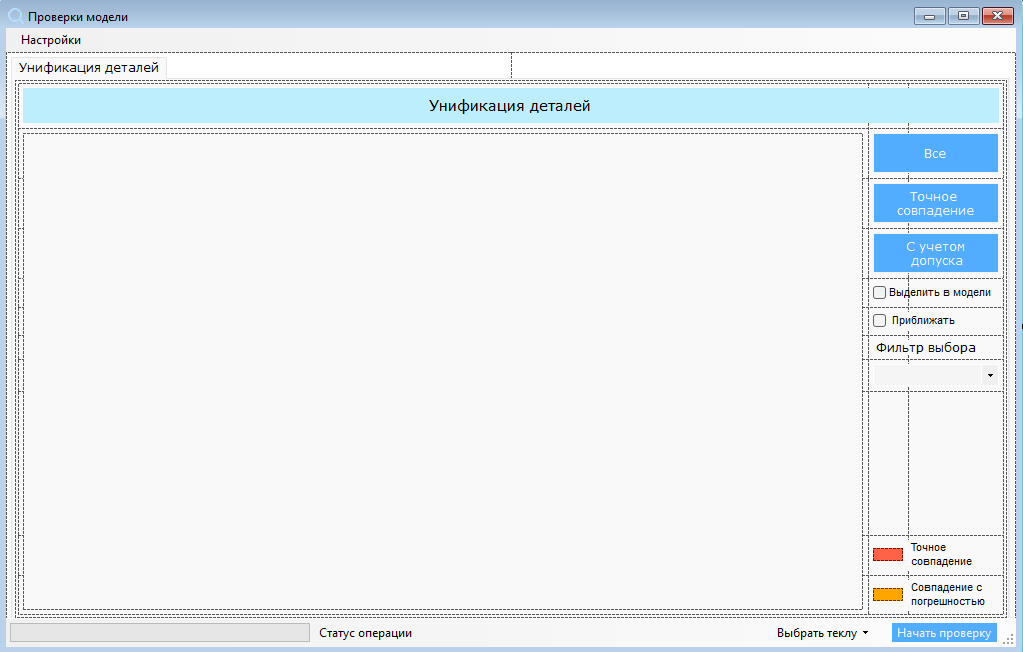 Проверки модели
Настройки
Унификация деталей
Унификация деталей
Все
Точное
совпадение
С учетом
допуска
Выделить в модели
Приближать
Фильтр выбора
Точное
совпадение
Совпадение с
погрешностью
Статус операции
Выбрать теклу
Начать проверку